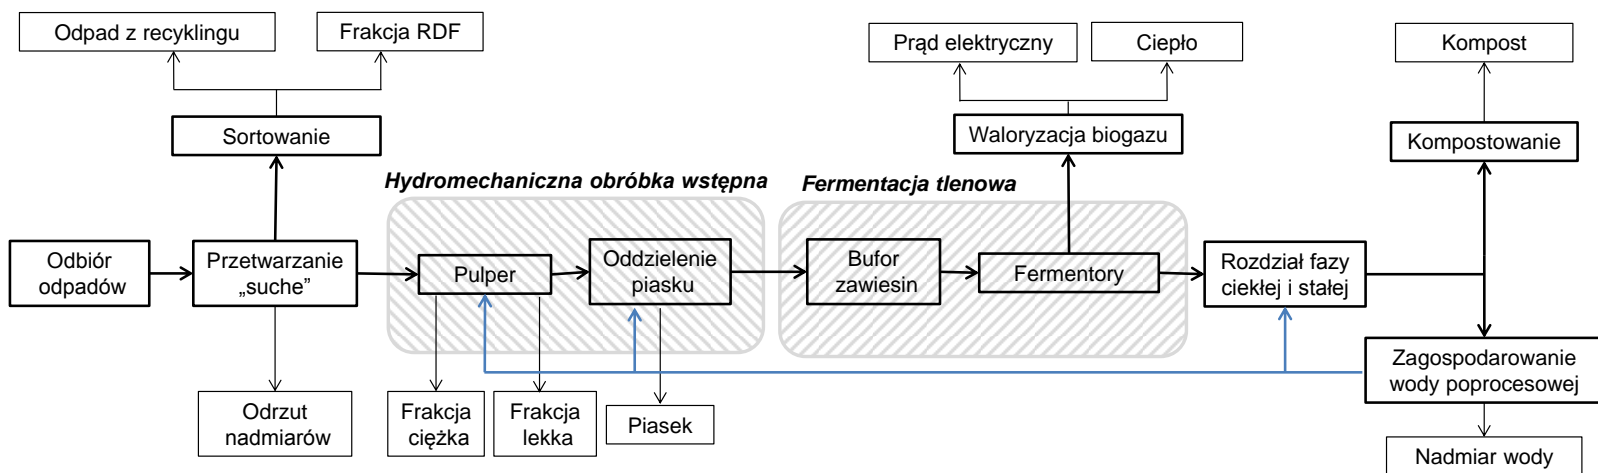 Odpad z recyklingu
Frakcja RDF
Prąd elektryczny
Ciepło
Kompost
Sortowanie
Waloryzacja biogazu
Kompostowanie
Hydromechaniczna obróbka wstępna
Fermentacja tlenowa
Odbiór
odpadów
Przetwarzanie
„suche”
Pulper
Oddzielenie
piasku
Bufor
zawiesin
Fermentory
Rozdział fazy
ciekłej i stałej
Zagospodarowanie
wody poprocesowej
Odrzut
nadmiarów
Frakcja
ciężka
Frakcja
lekka
Piasek
Nadmiar wody